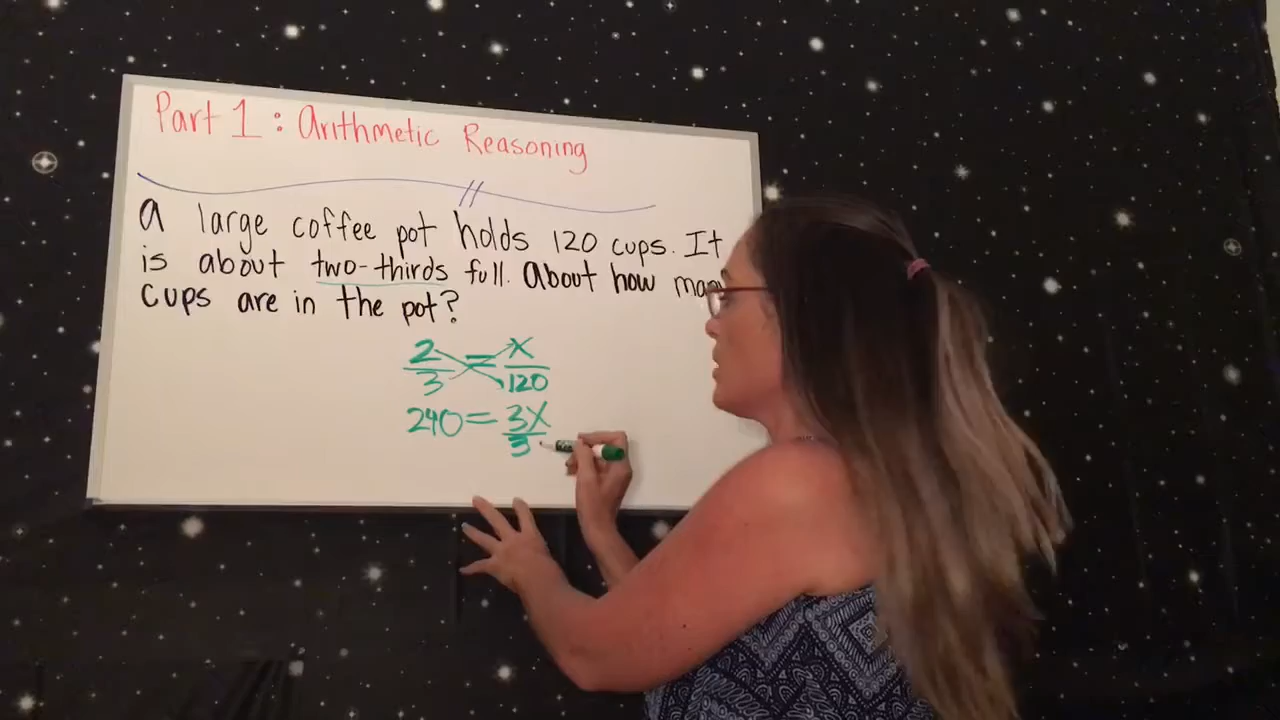 Part 1: Arithmetic Reasoning
A large coffee pot holds 120 cups. It
is about two-thirds full. About how many
cups are in the pot?
2/3 = x/120
240 = 3x/3